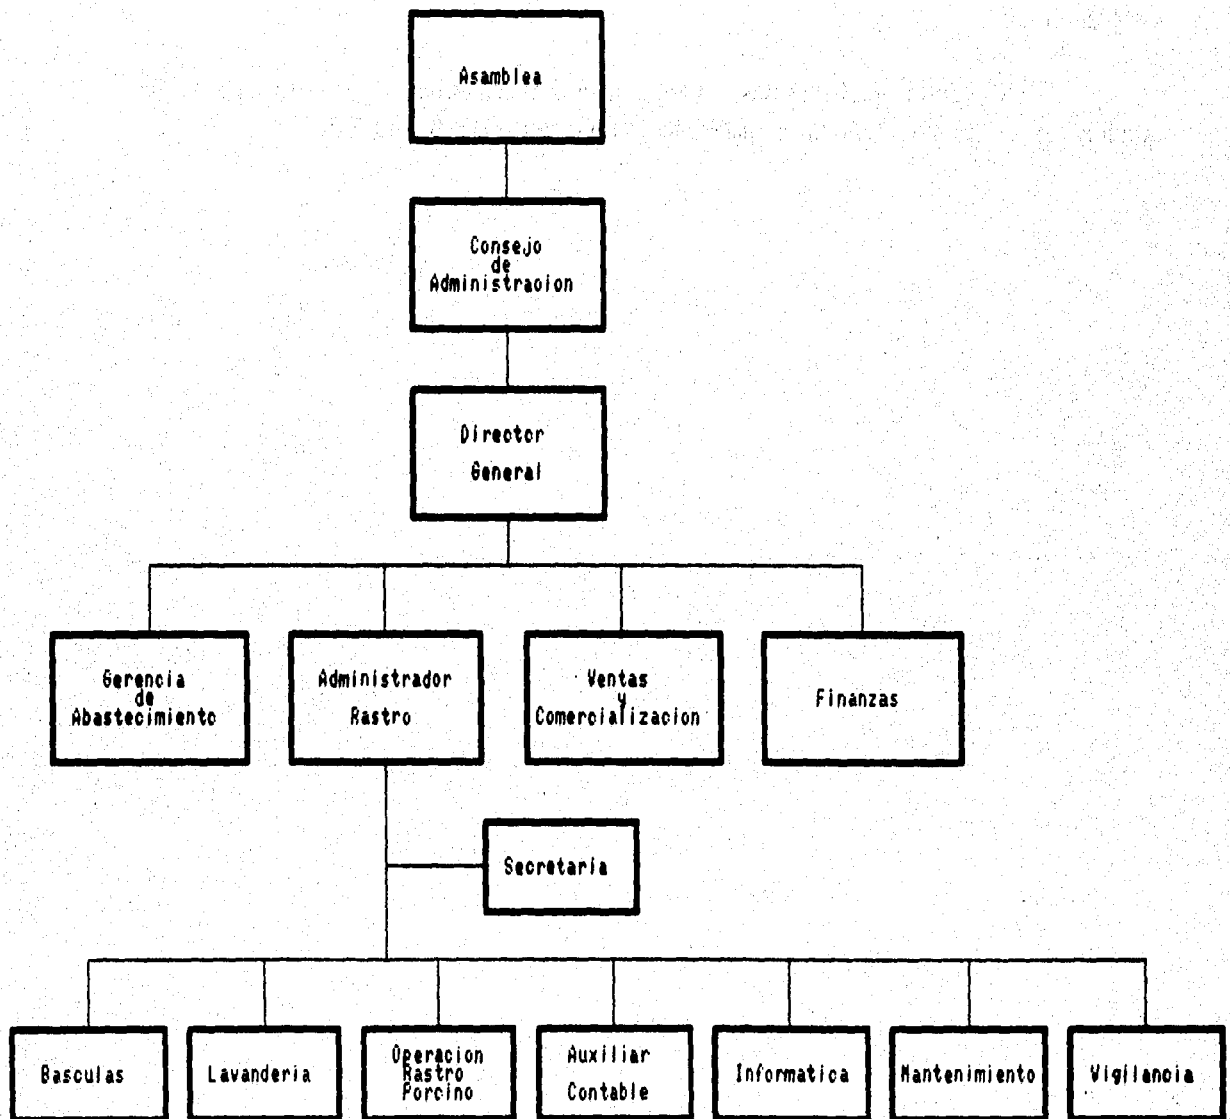 Asamblea
Consejo
de
Administracion
Director
General
Gerencia
de
Abastecimiento
Administrador
Rastro
Ventas
y
Comercializacion
Finanzas
Secretaria
Basculas
Lavanderia
Operacion
Rastro
Porcino
Auxiliar
Contable
Informatica
Mantenimiento
Vigilancia